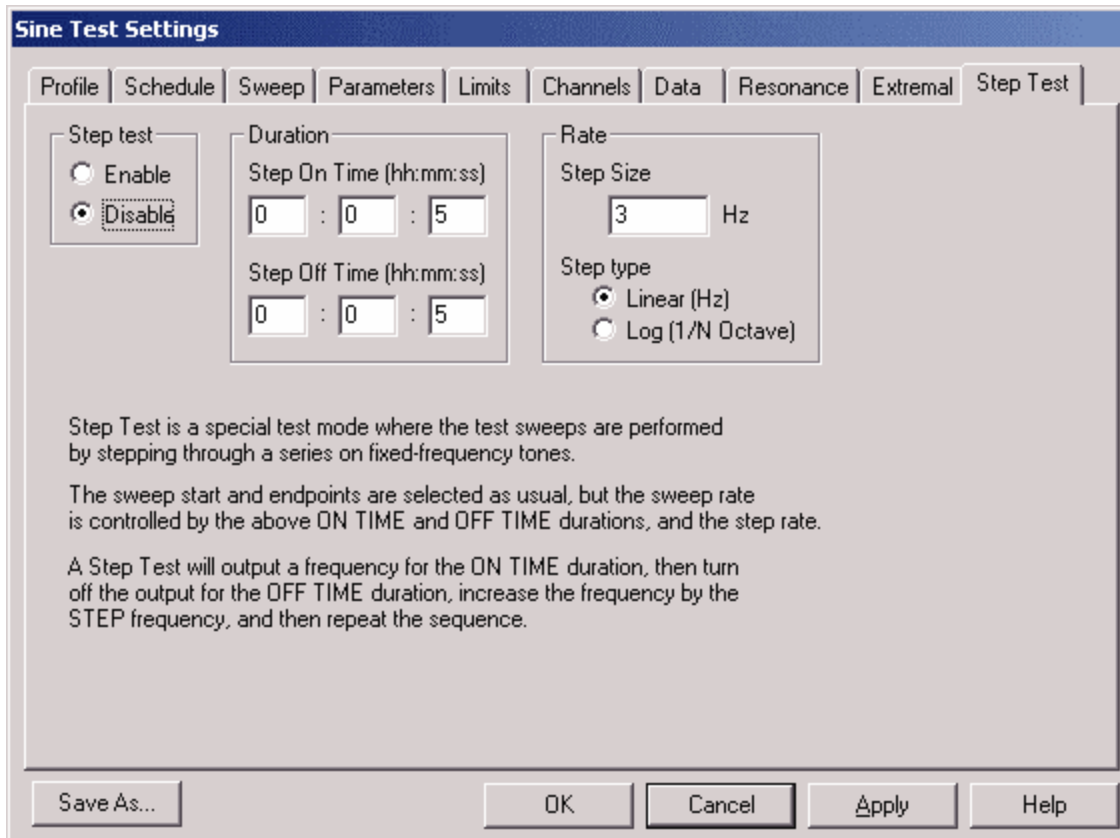 Sine Test Settings
Profile Schedule Sweep Parameters Limits Channels Data Resonance Extremal Step Test
Step test
Enable
Disable
Duration
Step On Time (hh:mm:ss)
0 : 0 : 5
Step Off Time (hh:mm:ss)
0 : 0 : 5
Rate
Step Size
3 Hz
Step type
Linear (Hz)
Log (1/N Octave)
Step Test is a special test mode where the test sweeps are performed
by stepping through a series on fixed-frequency tones.
The sweep start and endpoints are selected as usual, but the sweep rate
is controlled by the above ON TIME and OFF TIME durations, and the step rate.
A Step Test will output a frequency for the ON TIME duration, then turn
off the output for the OFF TIME duration, increase the frequency by the
STEP frequency, and then repeat the sequence.
Save As... OK Cancel Apply Help